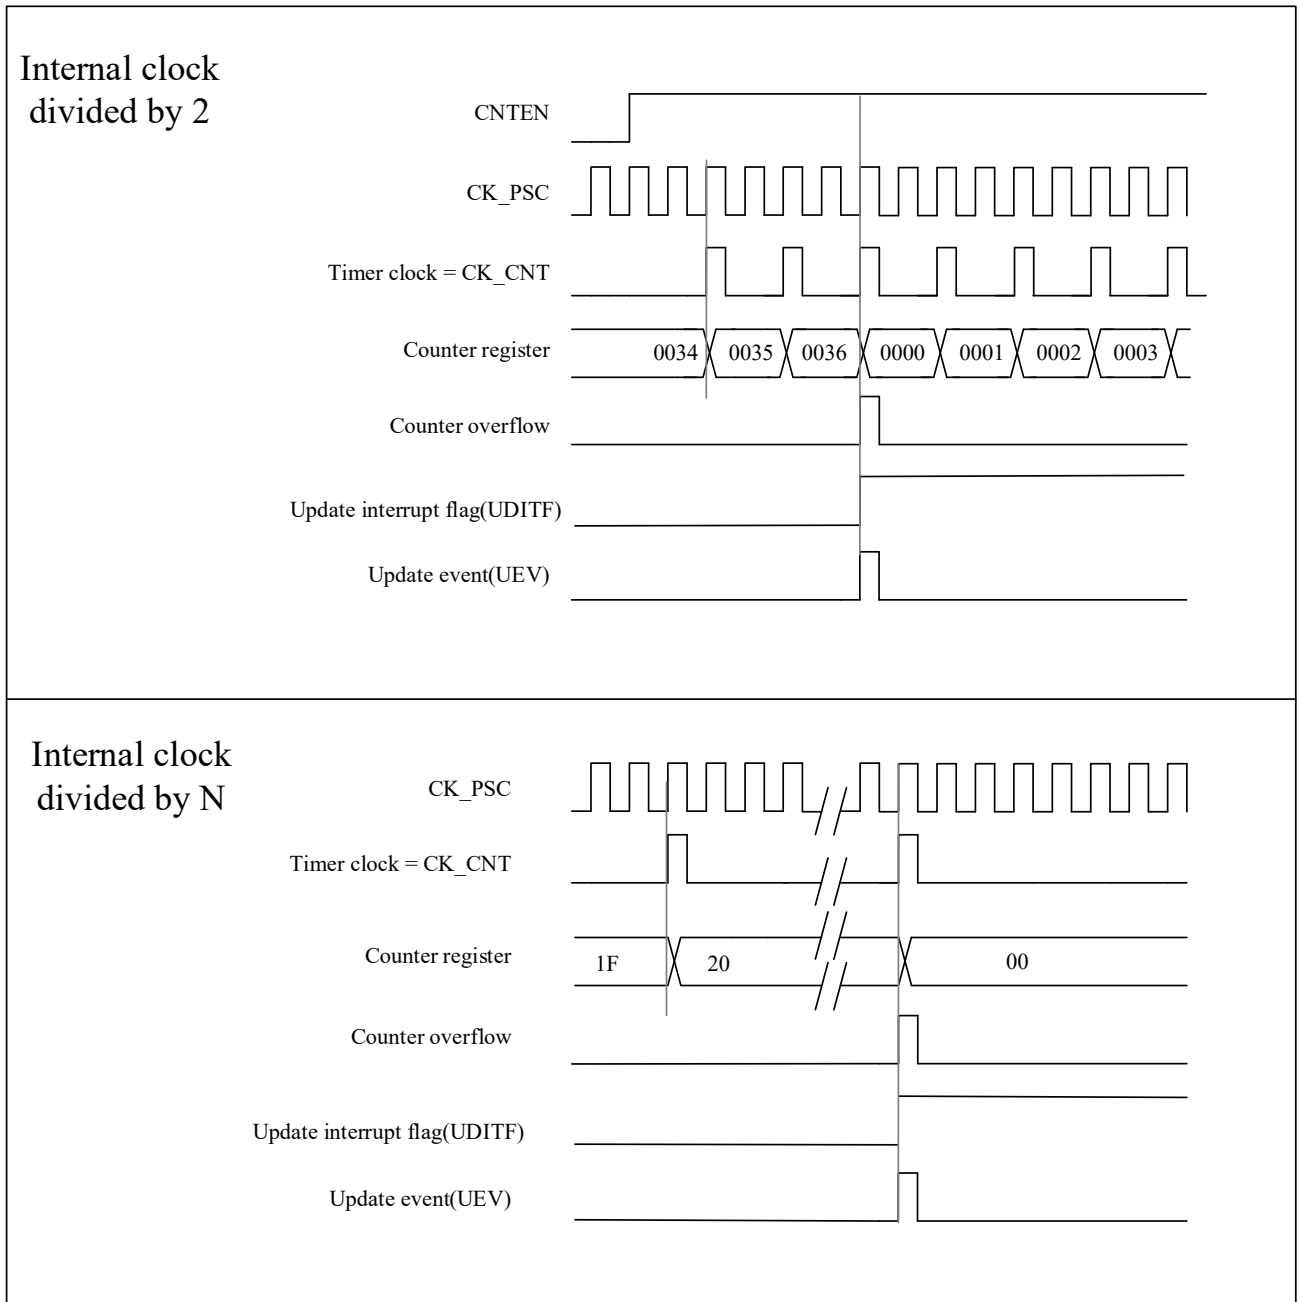 Internal clock
divided by 2
CNTEN
CK_PSC
Timer clock = CK_CNT
Counter register
0034 0035 0036 0000 0001 0002 0003
Counter overflow
Update interrupt flag(UDITF)
Update event(UEV)
Internal clock
divided by N
CK_PSC
Timer clock = CK_CNT
Counter register
1F 20 00
Counter overflow
Update interrupt flag(UDITF)
Update event(UEV)